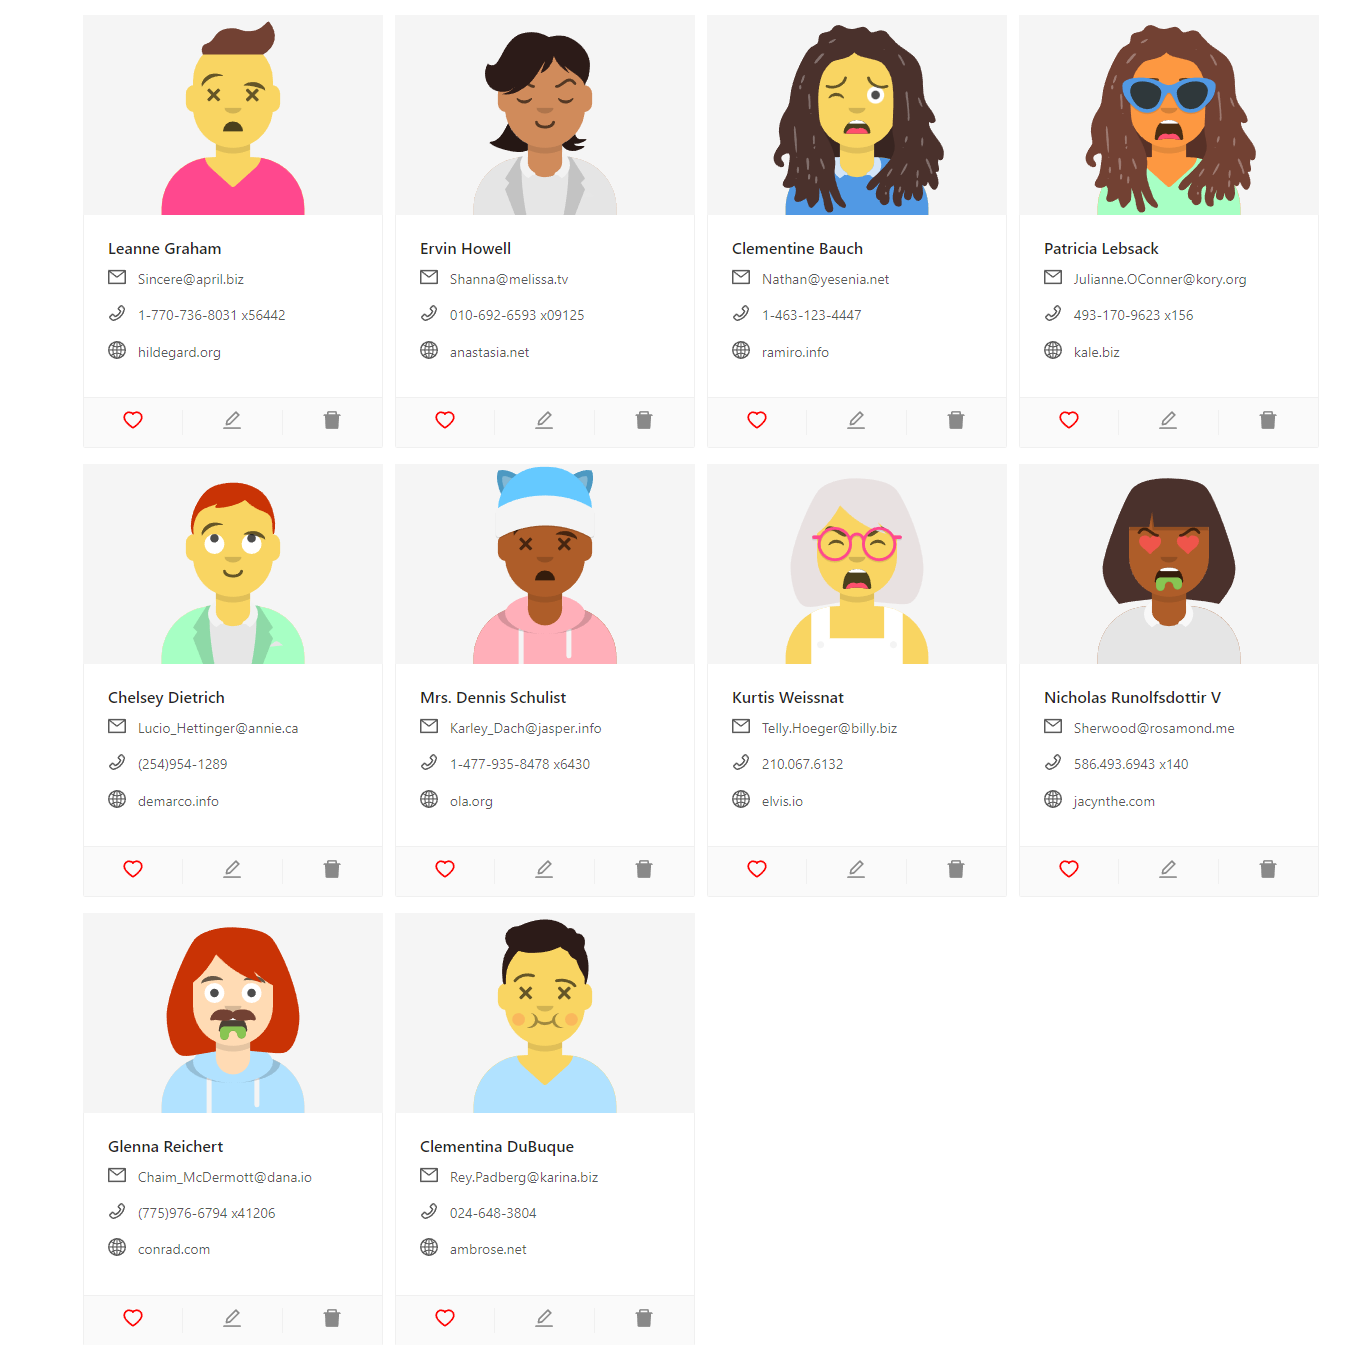 Leanne Graham
Sincere@april.biz
1-770-736-8031 x56442
hildegard.org
Ervin Howell
Shanna@melissa.tv
010-692-6593 x09125
anastasia.net
Clementine Bauch
Nathan@yesenia.net
1-463-123-4447
ramiro.info
Patricia Lebsack
Julianne.OConner@kory.org
493-170-9623 x156
kale.biz
Chelsey Dietrich
Lucio_Hettinger@annie.ca
(254)954-1289
demarco.info
Mrs. Dennis Schulist
Karley_Dach@jasper.info
1-477-935-8478 x6430
ola.org
Kurtis Weissnat
Telly.Hoeger@billy.biz
210.067.6132
elvis.io
Nicholas Runolfsdottir V
Sherwood@rosamond.me
586.493.6943 x140
jacynthe.com
Glenna Reichert
Chaim_McDermott@dana.io
(775)976-6794 x41206
conrad.com
Clementina DuBuque
Rey.Padberg@karina.biz
024-648-3804
ambrose.net